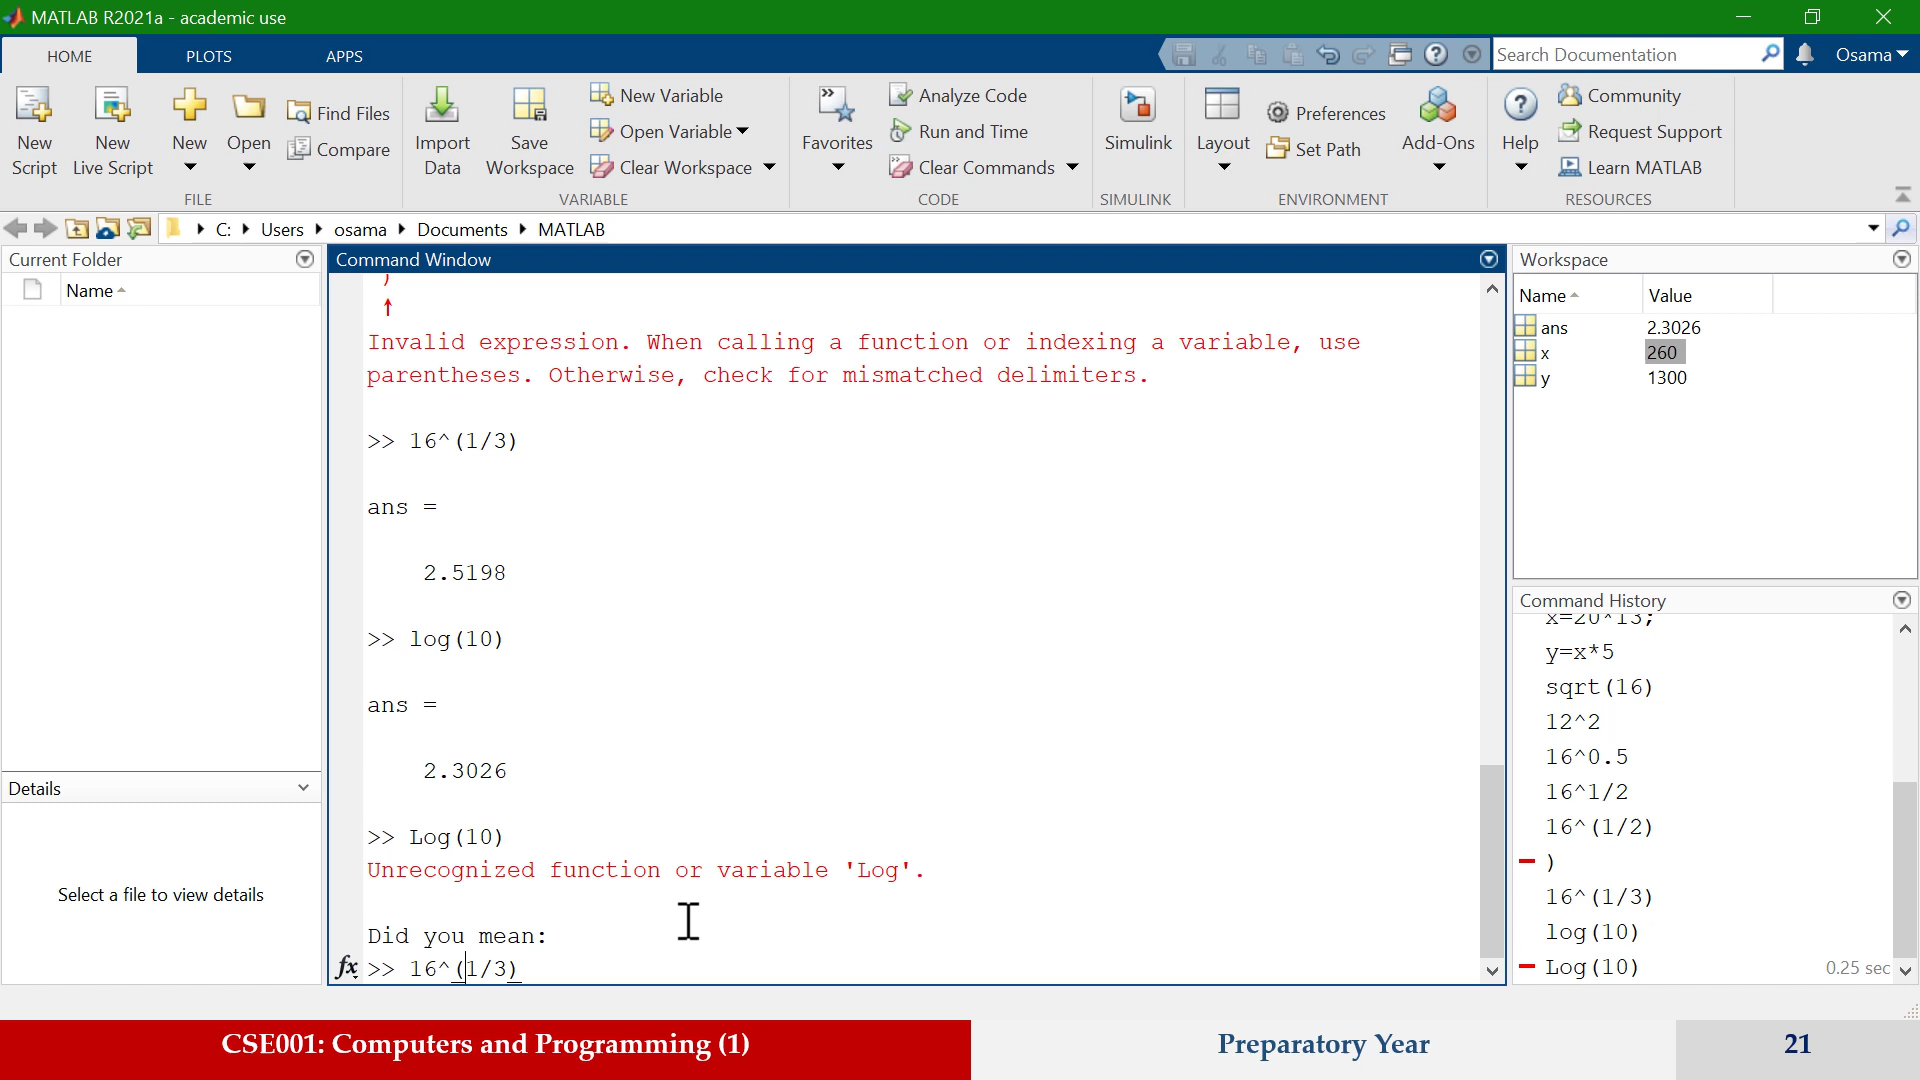 MATLAB R2021a - academic use
HOME
PLOTS
APPS
Search Documentation
Osama
New Script
New Live Script
New
Open
Find Files
Compare
FILE
Import Data
Save Workspace
New Variable
Open Variable
Clear Workspace
VARIABLE
Favorites
Analyze Code
Run and Time
Clear Commands
CODE
Simulink
SIMULINK
Layout
Preferences
Set Path
Add-Ons
ENVIRONMENT
Help
Community
Request Support
Learn MATLAB
RESOURCES
C: Users osama Documents MATLAB
Current Folder
Name
Details
Select a file to view details
Command Window
)
↑
Invalid expression. When calling a function or indexing a variable, use
parentheses. Otherwise, check for mismatched delimiters.
>> 16^(1/3)
ans =
2.5198
>> log(10)
ans =
2.3026
>> Log(10)
Unrecognized function or variable 'Log'.
Did you mean:
fx >> 16^(1/3)
Workspace
Name Value
ans 2.3026
x 260
y 1300
Command History
x=20*13;
y=x*5
sqrt(16)
12^2
16^0.5
16^1/2
16^(1/2)
)
16^(1/3)
log(10)
Log(10) 0.25 sec
CSE001: Computers and Programming (1)
Preparatory Year
21